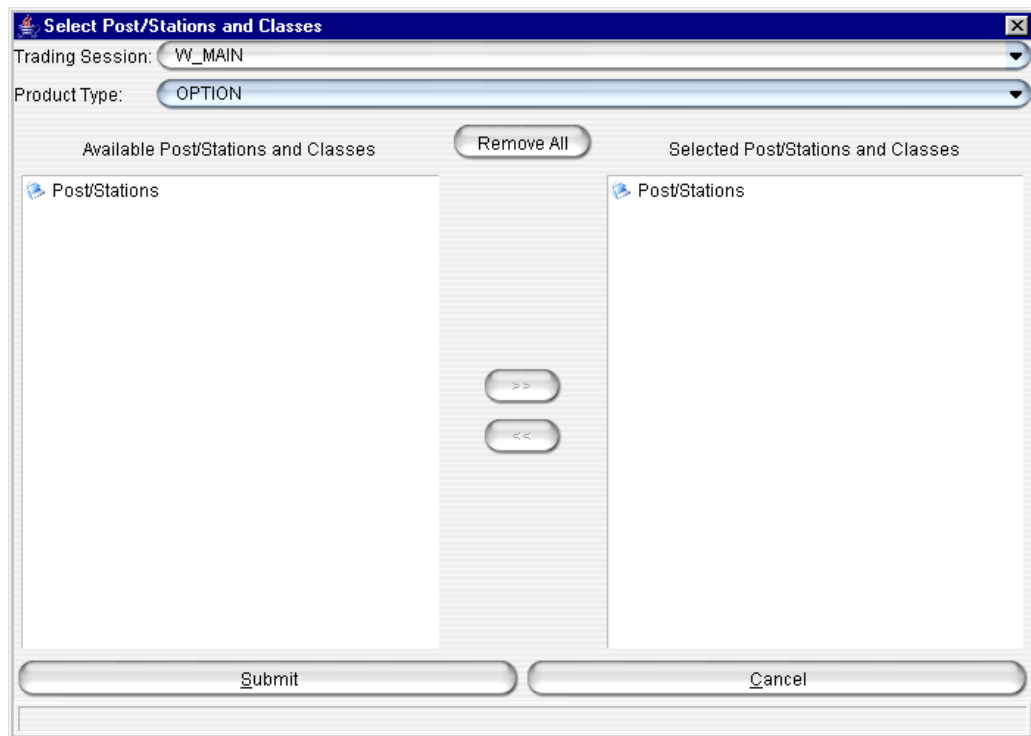 Select Post/Stations and Classes
Trading Session: W_MAIN
Product Type: OPTION
Remove All
Available Post/Stations and Classes
Selected Post/Stations and Classes
Post/Stations
Post/Stations
>>
<<
Submit
Cancel